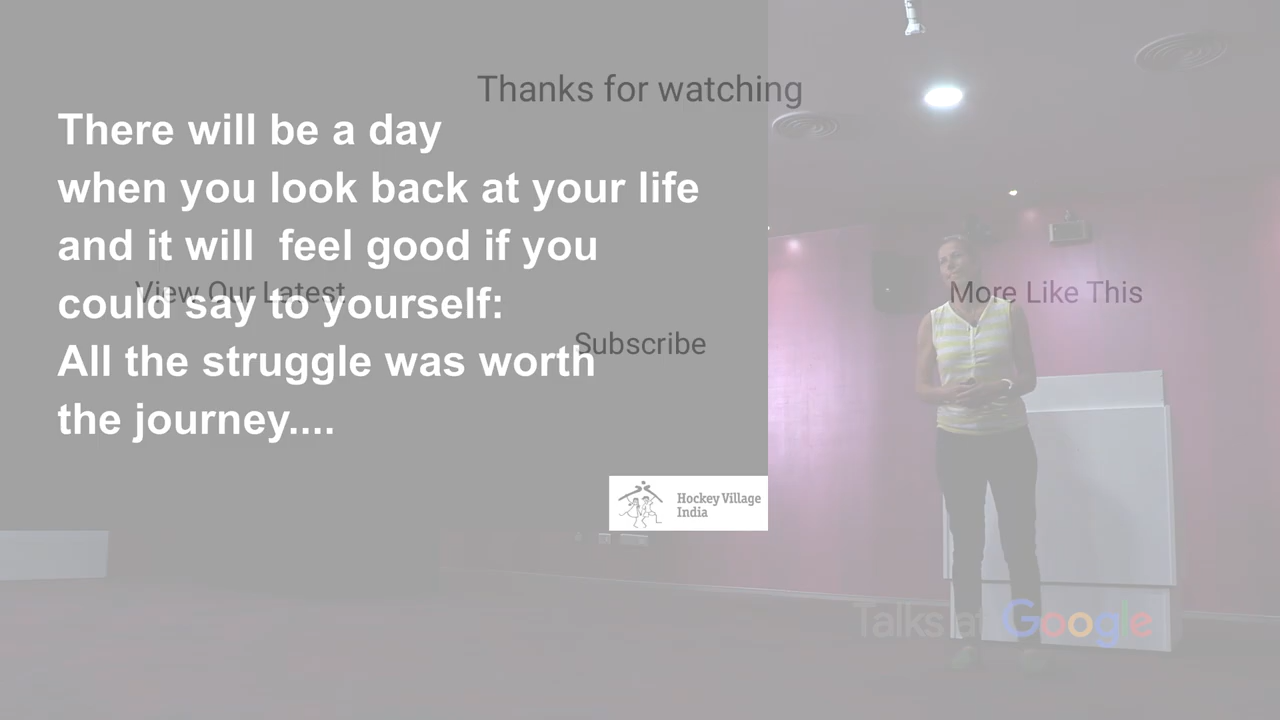 Thanks for watching
There will be a day
when you look back at your life
and it will feel good if you
could say to yourself:
All the struggle was worth
the journey....
View Our Latest
More Like This
Subscribe
Hockey Village
India
Talks at Google